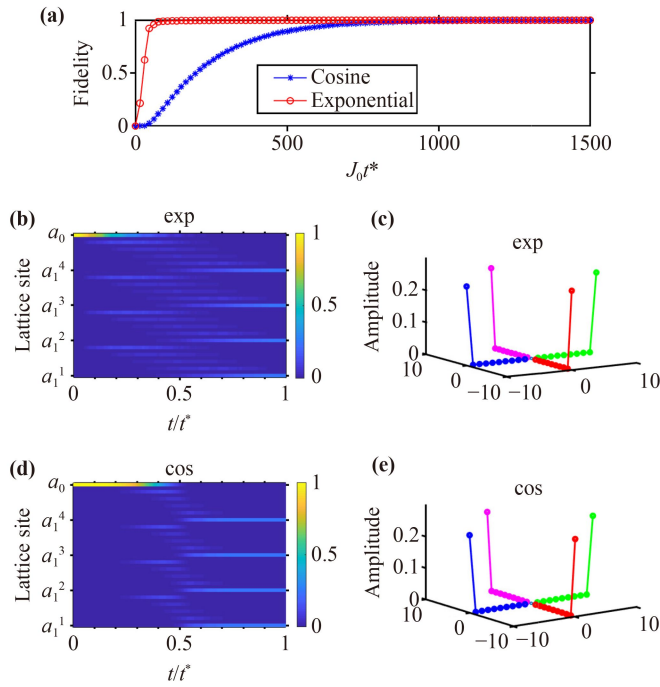 (a)
Fidelity
1
0.5
0
Cosine
Exponential
0 500 1000 1500
J₀t*
(b) exp
Lattice site
a₀
a₁⁴
a₁³
a₁²
a₁¹
0 0.5 1
t/t*
1
0.5
0
(c) exp
Amplitude
0.2
0.1
0
10
0
−10
−10
0
10
(d) cos
Lattice site
a₀
a₁⁴
a₁³
a₁²
a₁¹
0 0.5 1
t/t*
1
0.5
0
(e) cos
Amplitude
0.2
0.1
0
10
0
−10
−10
0
10